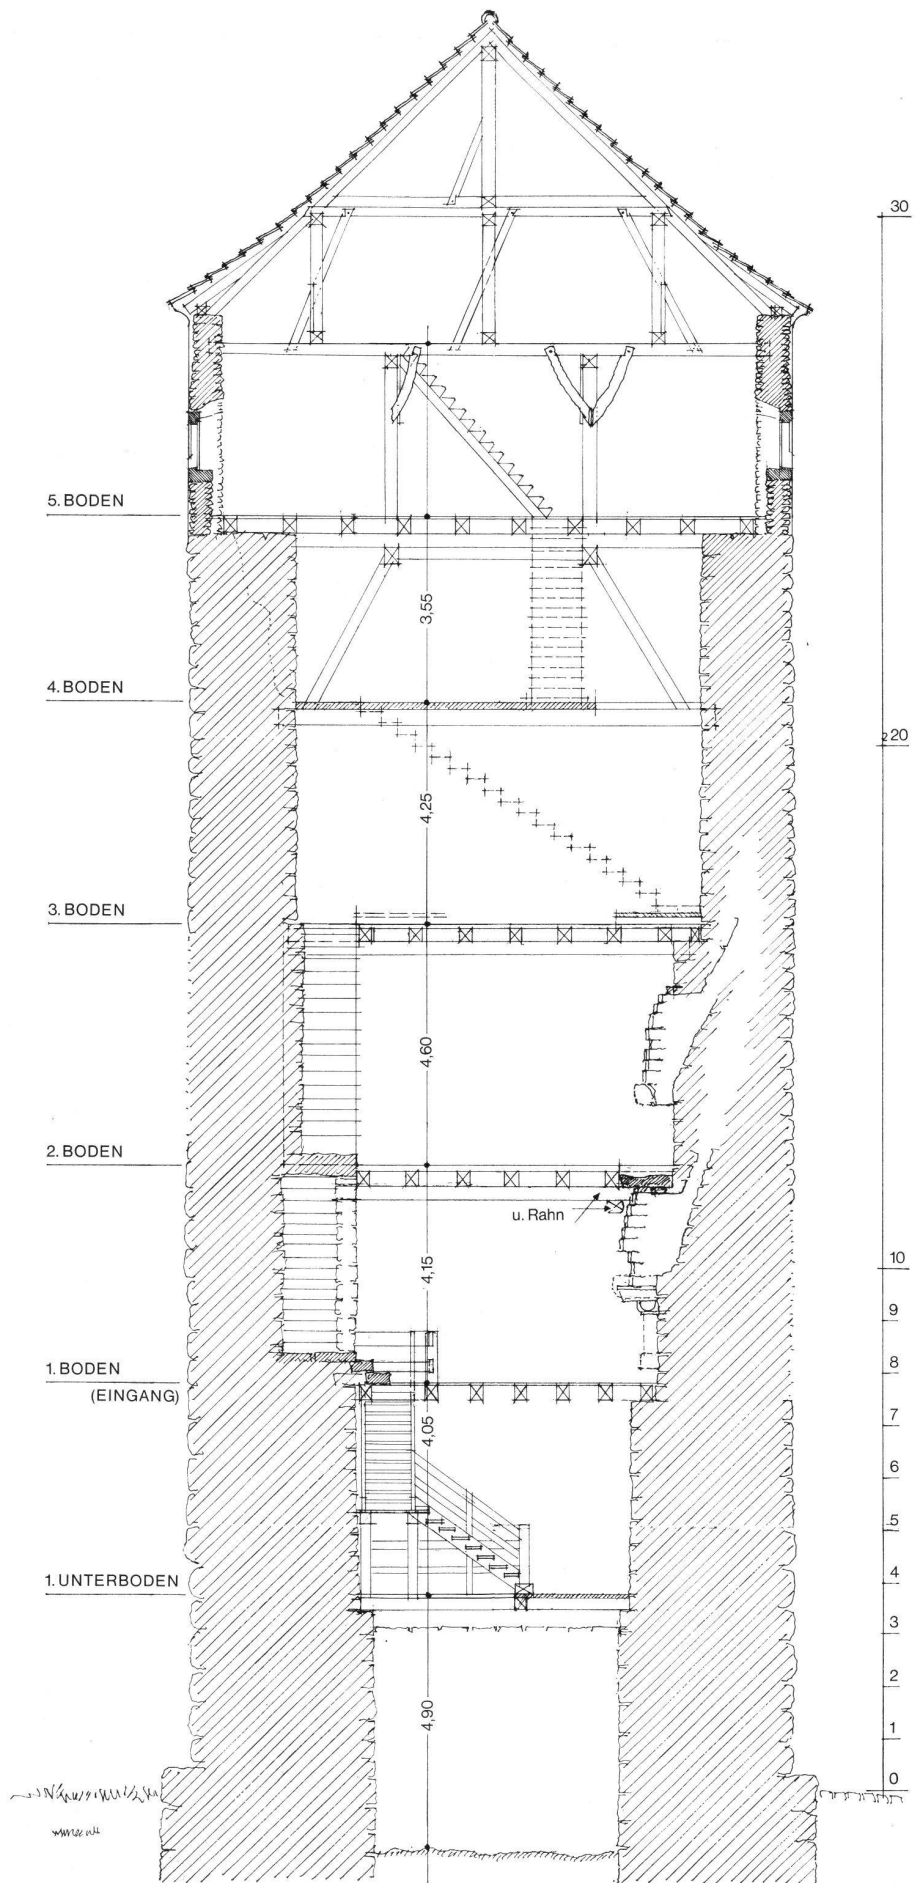 30
5. BODEN
3,55
4. BODEN
20
4,25
3. BODEN
4,60
2. BODEN
u. Rahn
10
4,15
9
8
1. BODEN
(EINGANG)
7
4,05
6
5
1. UNTERBODEN
4
3
2
4,90
1
0